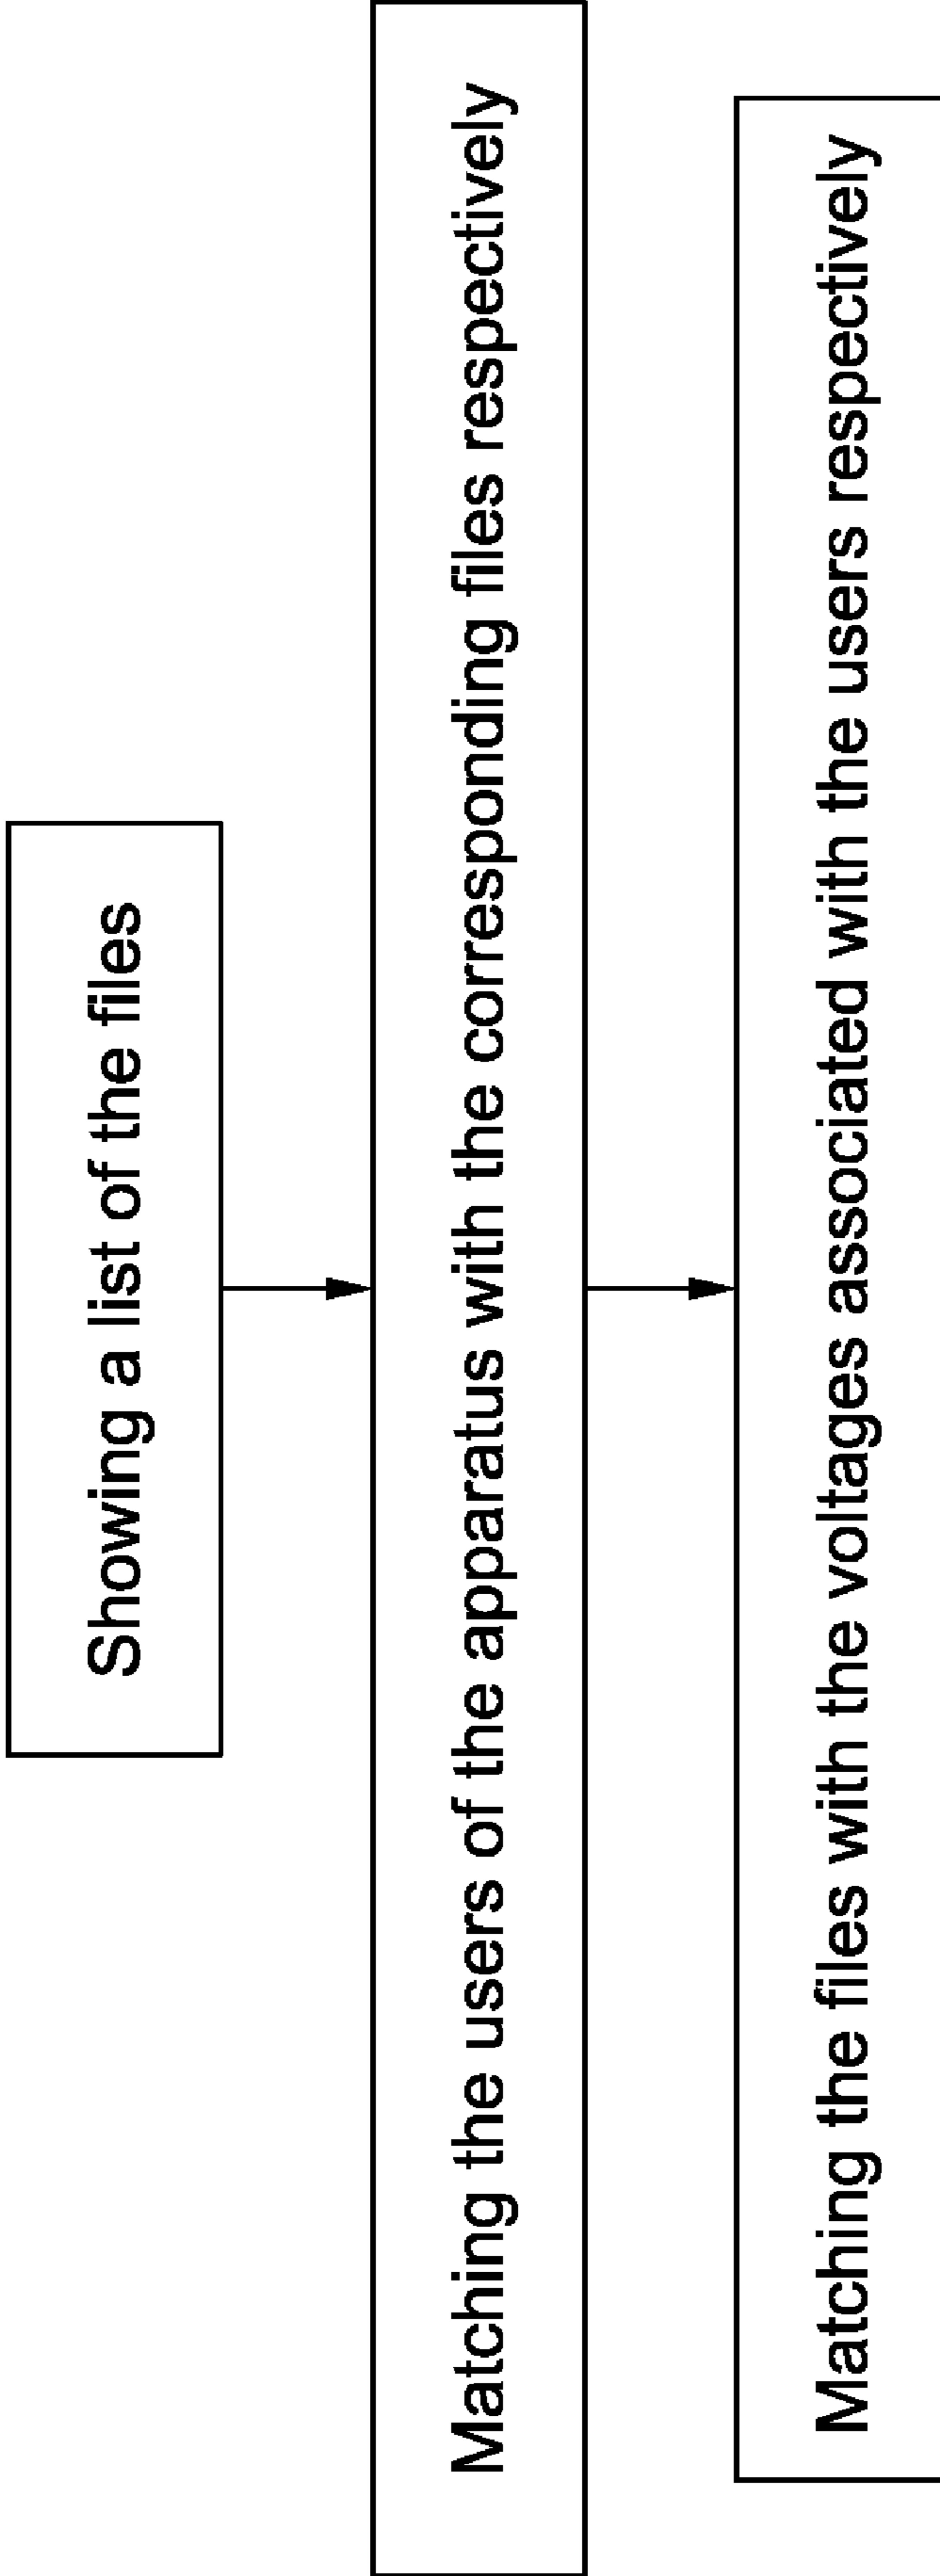 Showing a list of the files
Matching the users of the apparatus with the corresponding files respectively
Matching the files with the voltages associated with the users respectively